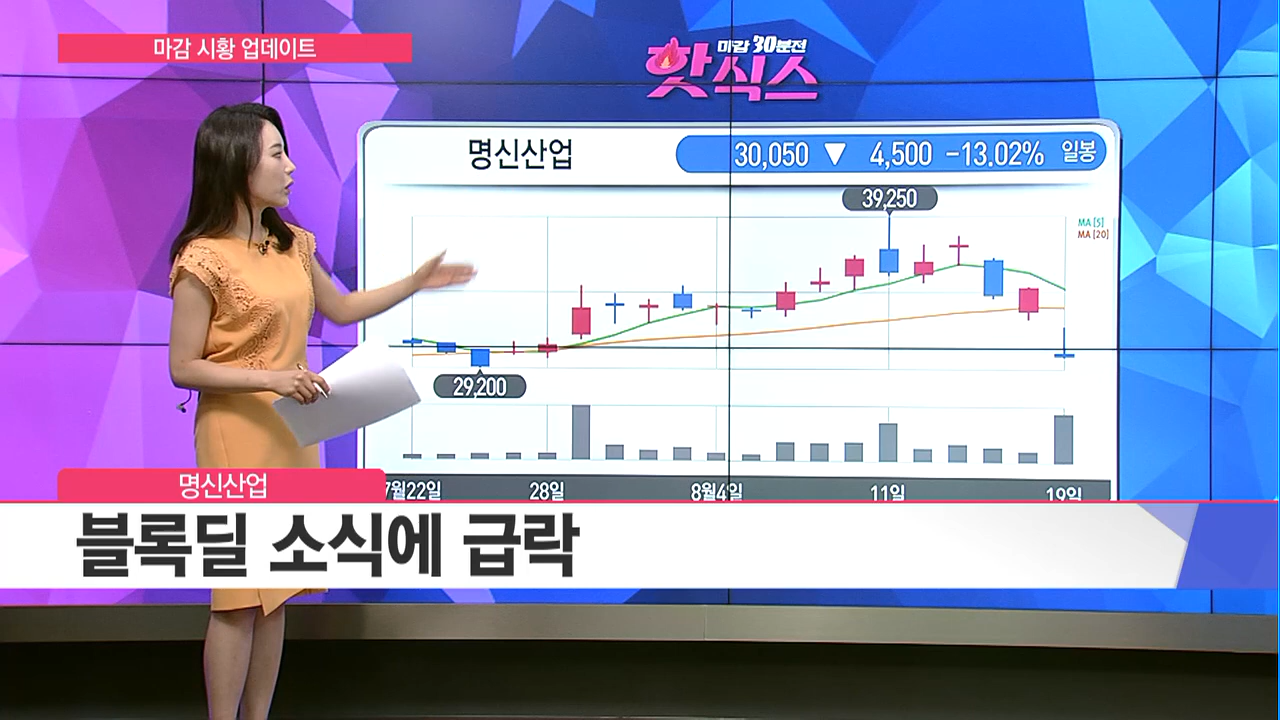 마감 시황 업데이트
마감 30분전
핫식스
명신산업
30,050 ▼ 4,500 -13.02% 일봉
39,250
MA [5]
MA [20]
29,200
7월22일 28일 8월4일 11일 19일
명신산업
블록딜 소식에 급락